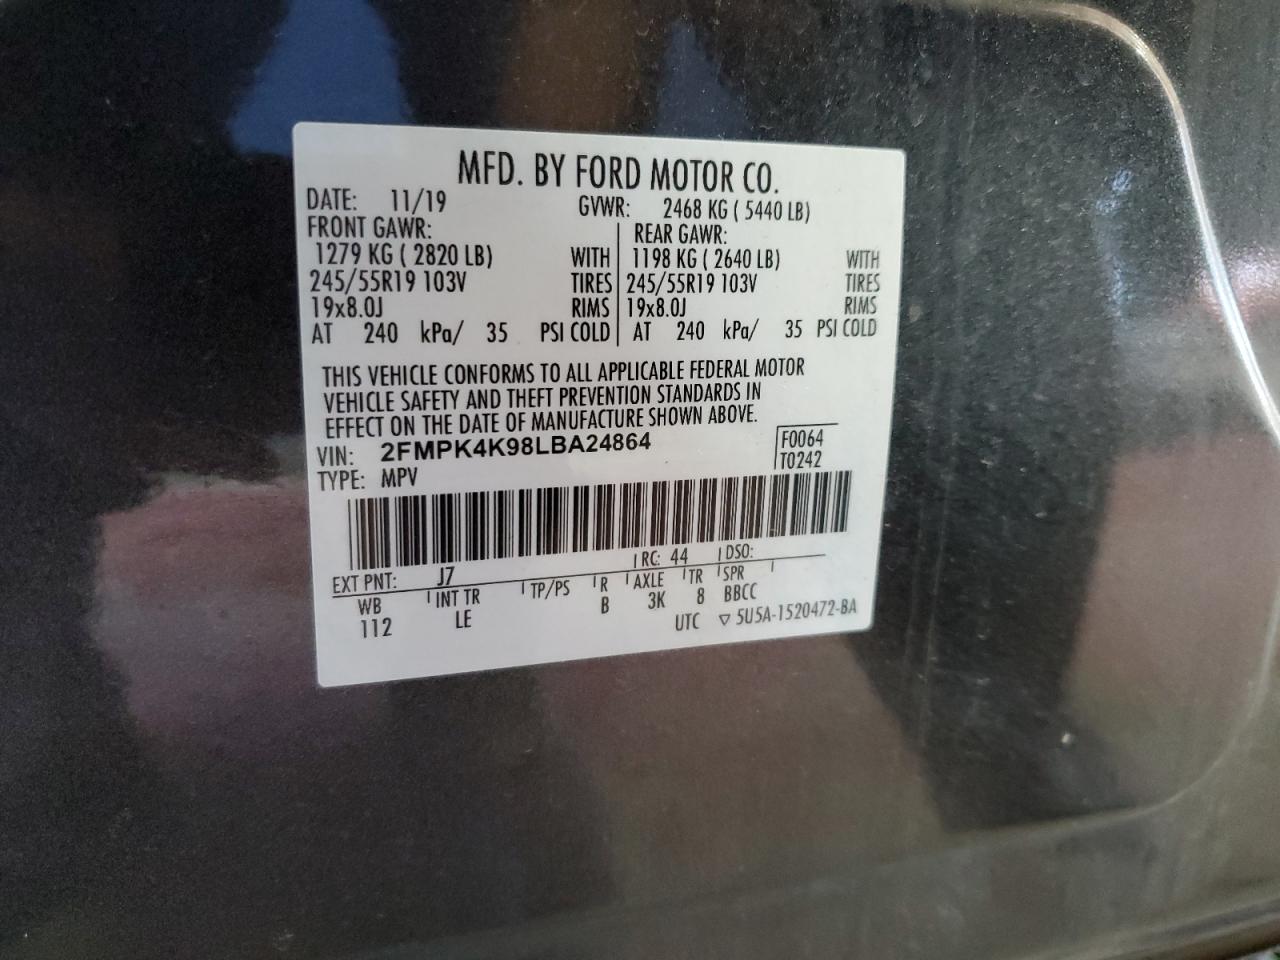 MFD. BY FORD MOTOR CO.
DATE: 11/19 GVWR: 2468 KG ( 5440 LB)
FRONT GAWR: REAR GAWR:
1279 KG ( 2820 LB) WITH 1198 KG ( 2640 LB) WITH
245/55R19 103V TIRES 245/55R19 103V TIRES
19x8.0J RIMS 19x8.0J RIMS
AT 240 kPa/ 35 PSI COLD AT 240 kPa/ 35 PSI COLD
THIS VEHICLE CONFORMS TO ALL APPLICABLE FEDERAL MOTOR
VEHICLE SAFETY AND THEFT PREVENTION STANDARDS IN
EFFECT ON THE DATE OF MANUFACTURE SHOWN ABOVE.
VIN: 2FMPK4K98LBA24864 F0064
TYPE: MPV T0242
EXT PNT: J7 RC: 44 DSO:
WB INT TR TP/PS R AXLE TR SPR
112 LE B 3K 8 BBCC
UTC ▽ 5U5A-1520472-BA